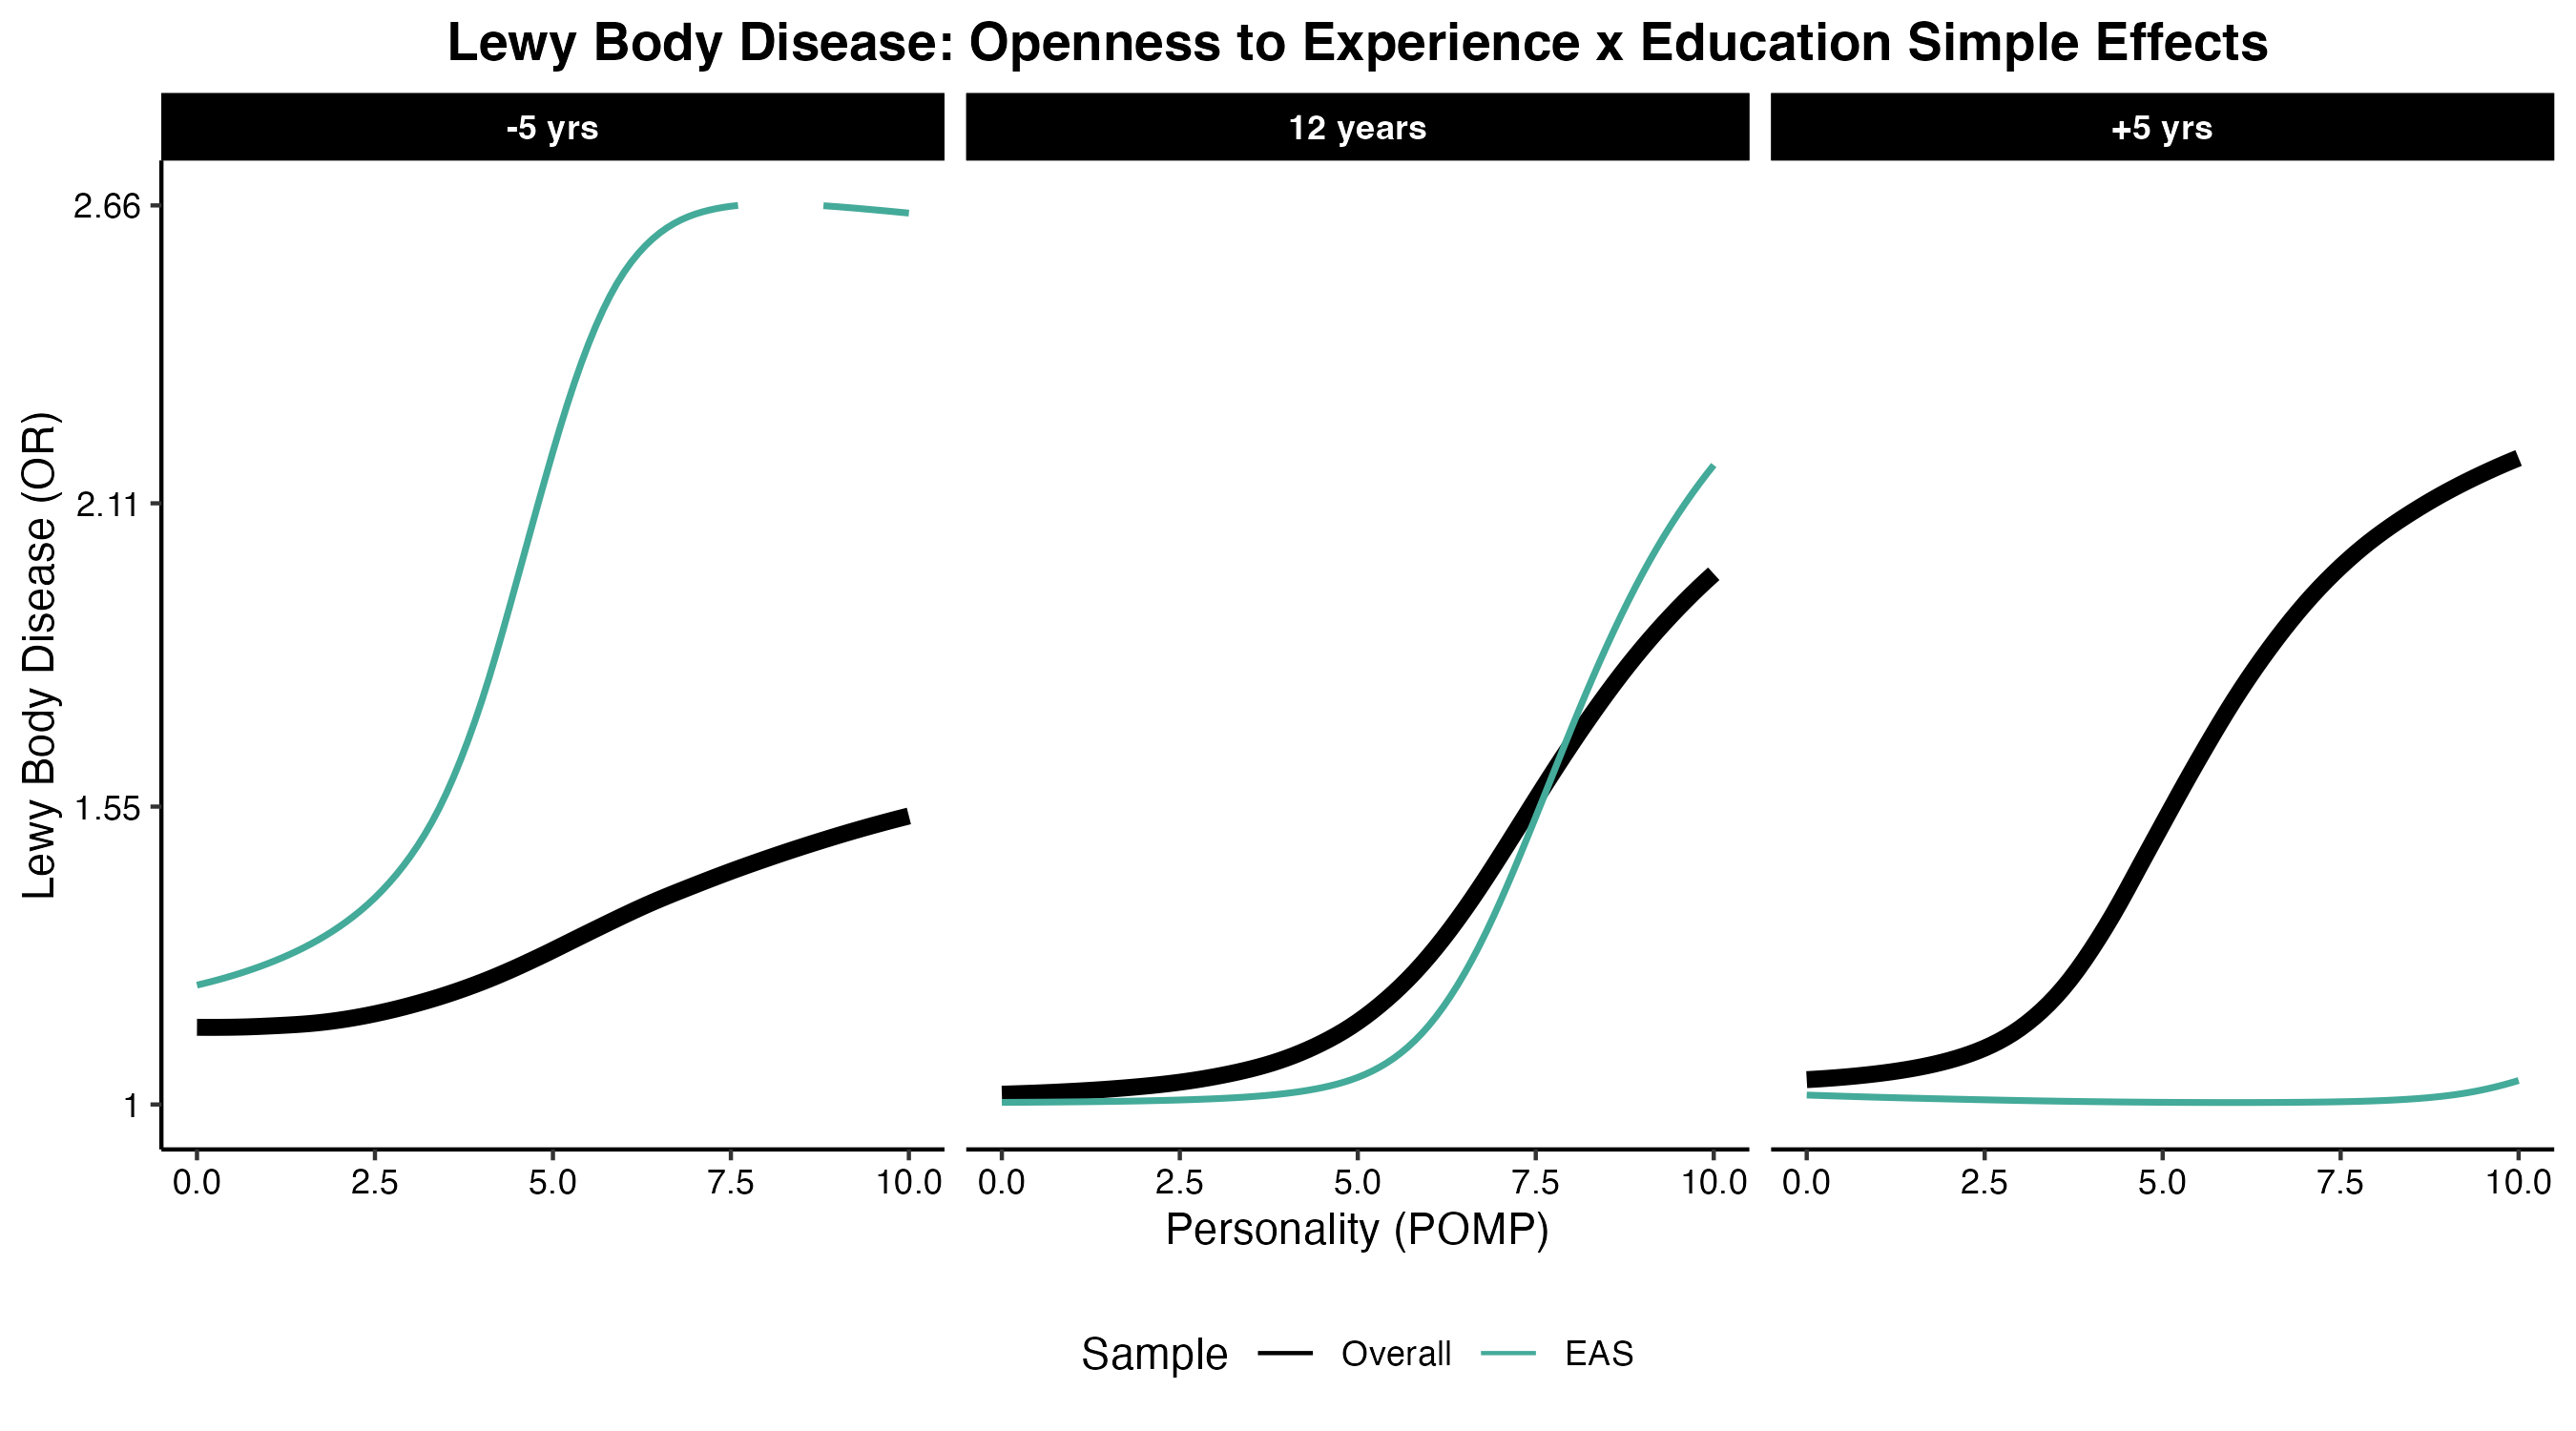 Lewy Body Disease: Openness to Experience x Education Simple Effects
-5 yrs
12 years
+5 yrs
Lewy Body Disease (OR)
2.66
2.11
1.55
1
0.0 2.5 5.0 7.5 10.0
0.0 2.5 5.0 7.5 10.0
0.0 2.5 5.0 7.5 10.0
Personality (POMP)
Sample Overall EAS